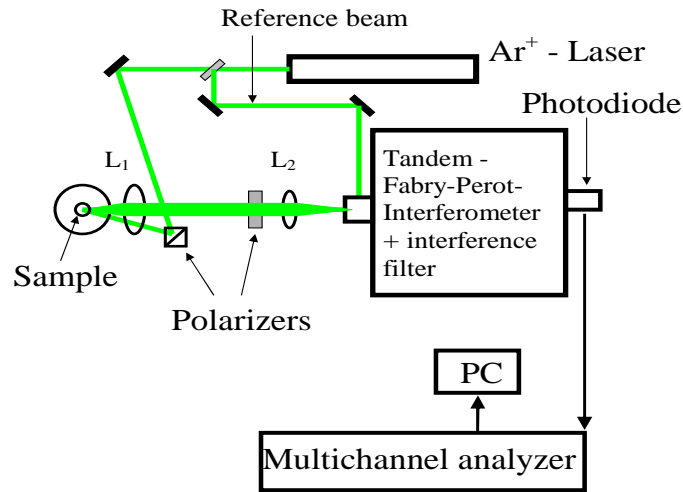 Reference beam
Ar⁺ - Laser
Photodiode
L₁
L₂
Tandem -
Fabry-Perot-
Interferometer
+ interference
filter
Sample
Polarizers
PC
Multichannel analyzer